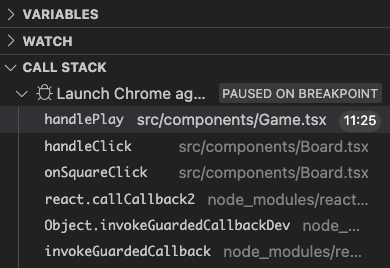 VARIABLES
WATCH
CALL STACK
Launch Chrome ag... PAUSED ON BREAKPOINT
handlePlay src/components/Game.tsx 11:25
handleClick src/components/Board.tsx
onSquareClick src/components/Board.tsx
react.callCallback2 node_modules/react...
Object.invokeGuardedCallbackDev node_...
invokeGuardedCallback node_modules/re...